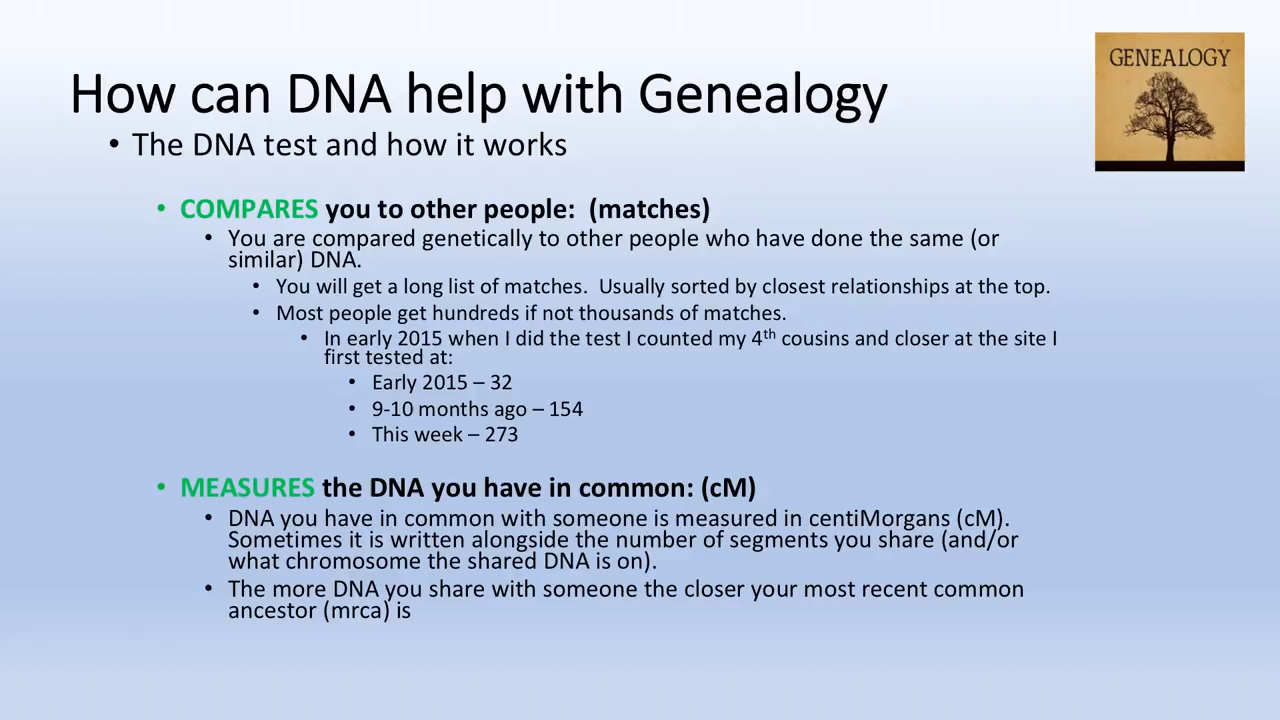 How can DNA help with Genealogy
GENEALOGY
• The DNA test and how it works
• COMPARES you to other people:  (matches)
• You are compared genetically to other people who have done the same (or
similar) DNA.
• You will get a long list of matches.  Usually sorted by closest relationships at the top.
• Most people get hundreds if not thousands of matches.
• In early 2015 when I did the test I counted my 4th cousins and closer at the site I
first tested at:
• Early 2015 – 32
• 9-10 months ago – 154
• This week – 273
• MEASURES the DNA you have in common: (cM)
• DNA you have in common with someone is measured in centiMorgans (cM).
Sometimes it is written alongside the number of segments you share (and/or
what chromosome the shared DNA is on).
• The more DNA you share with someone the closer your most recent common
ancestor (mrca) is